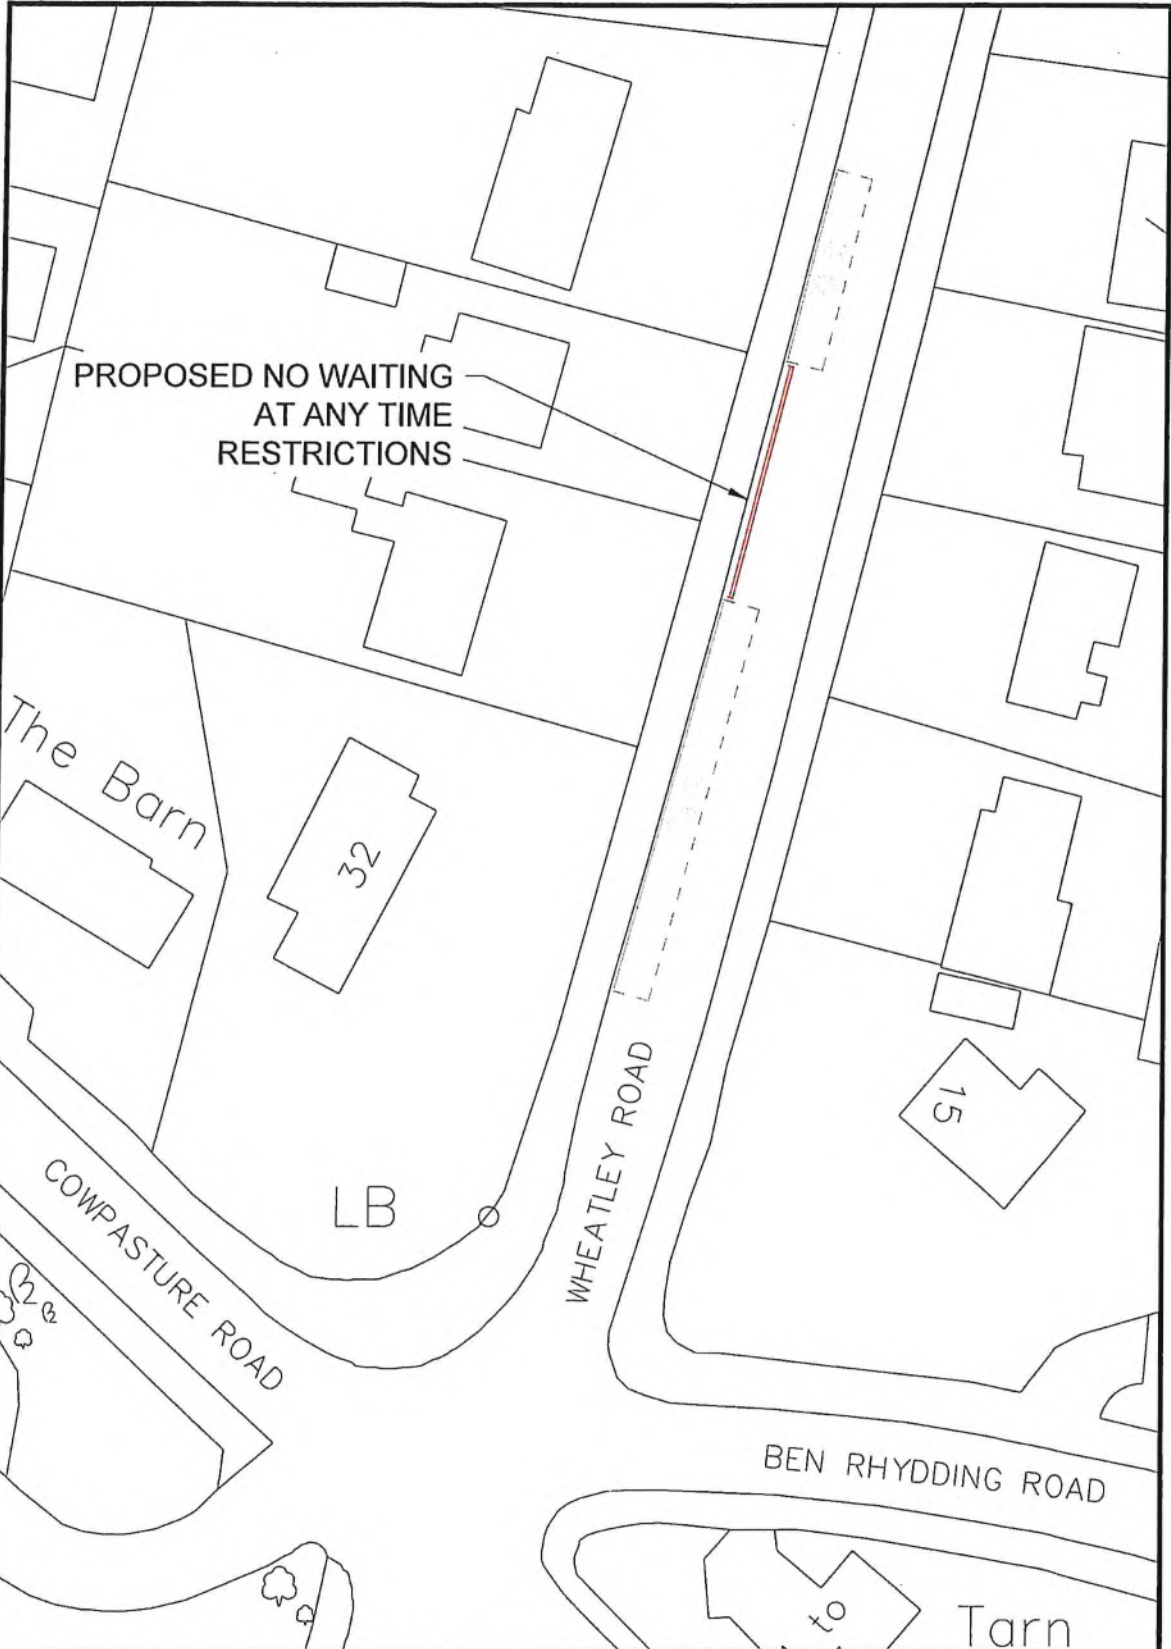 PROPOSED NO WAITING
AT ANY TIME
RESTRICTIONS
The Barn
32
15
WHEATLEY ROAD
LB
COWPASTURE ROAD
BEN RHYDDING ROAD
to
Tarn